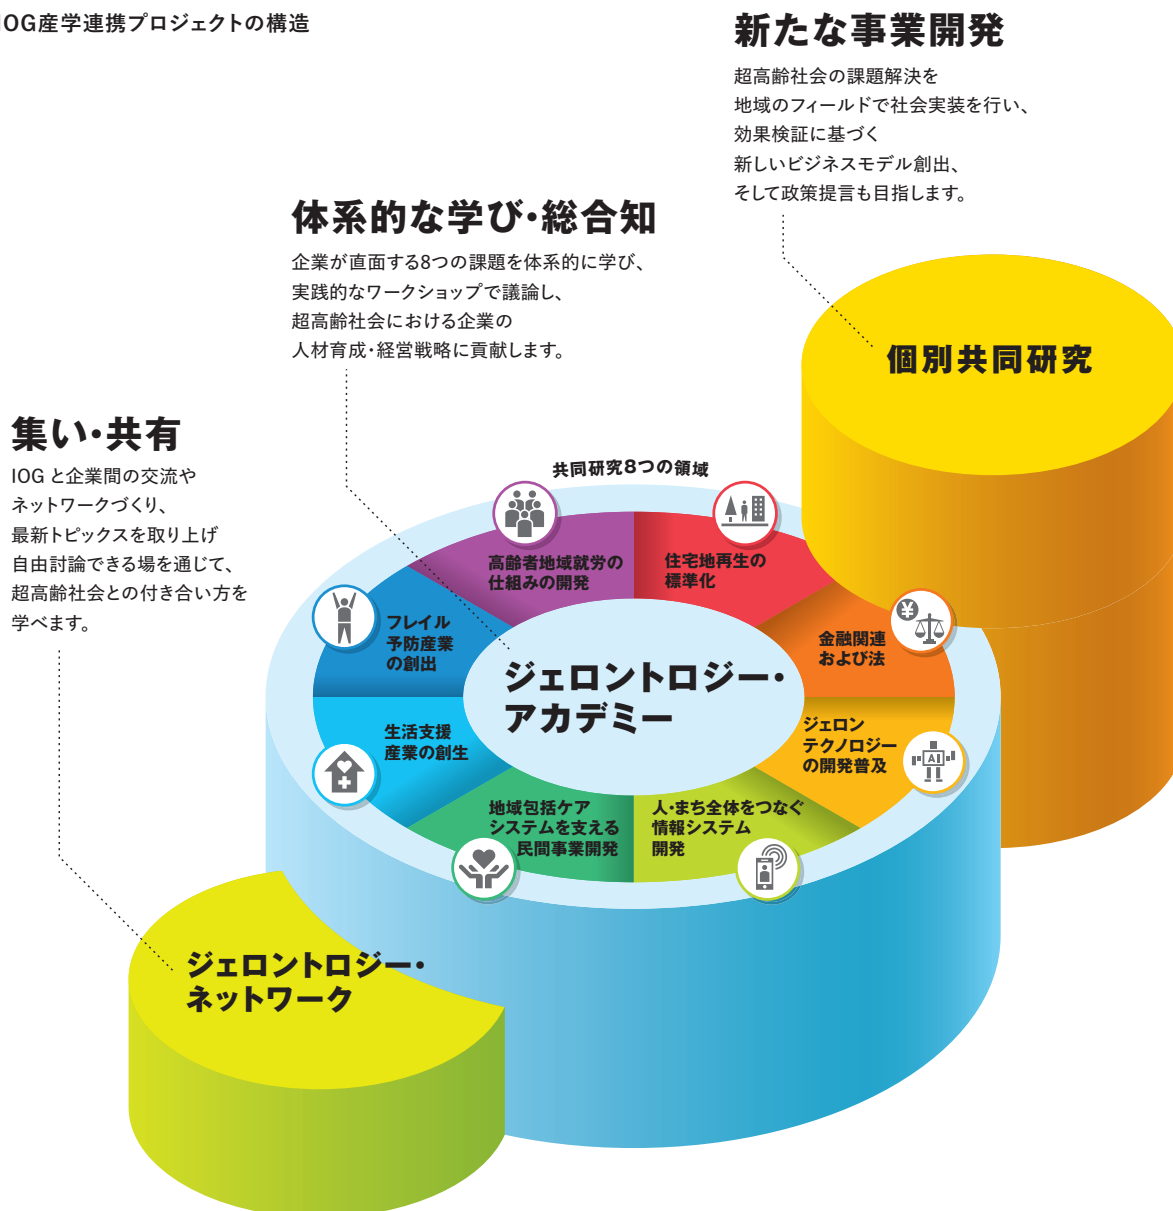 IOG産学連携プロジェクトの構造
新たな事業開発
超高齢社会の課題解決を
地域のフィールドで社会実装を行い、
効果検証に基づく
新しいビジネスモデル創出、
そして政策提言も目指します。
体系的な学び・総合知
企業が直面する8つの課題を体系的に学び、
実践的なワークショップで議論し、
超高齢社会における企業の
人材育成・経営戦略に貢献します。
個別共同研究
集い・共有
IOG と企業間の交流や
ネットワークづくり、
最新トピックスを取り上げ
自由討論できる場を通じて、
超高齢社会との付き合い方を
学べます。
共同研究8つの領域
高齢者地域就労の
仕組みの開発
住宅地再生の
標準化
フレイル
予防産業
の創出
¥
金融関連
および法
ジェロントロジー・
アカデミー
生活支援
産業の創生
ジェロン
テクノロジー
の開発普及
AI
地域包括ケア
システムを支える
民間事業開発
人・まち全体をつなぐ
情報システム
開発
ジェロントロジー・
ネットワーク